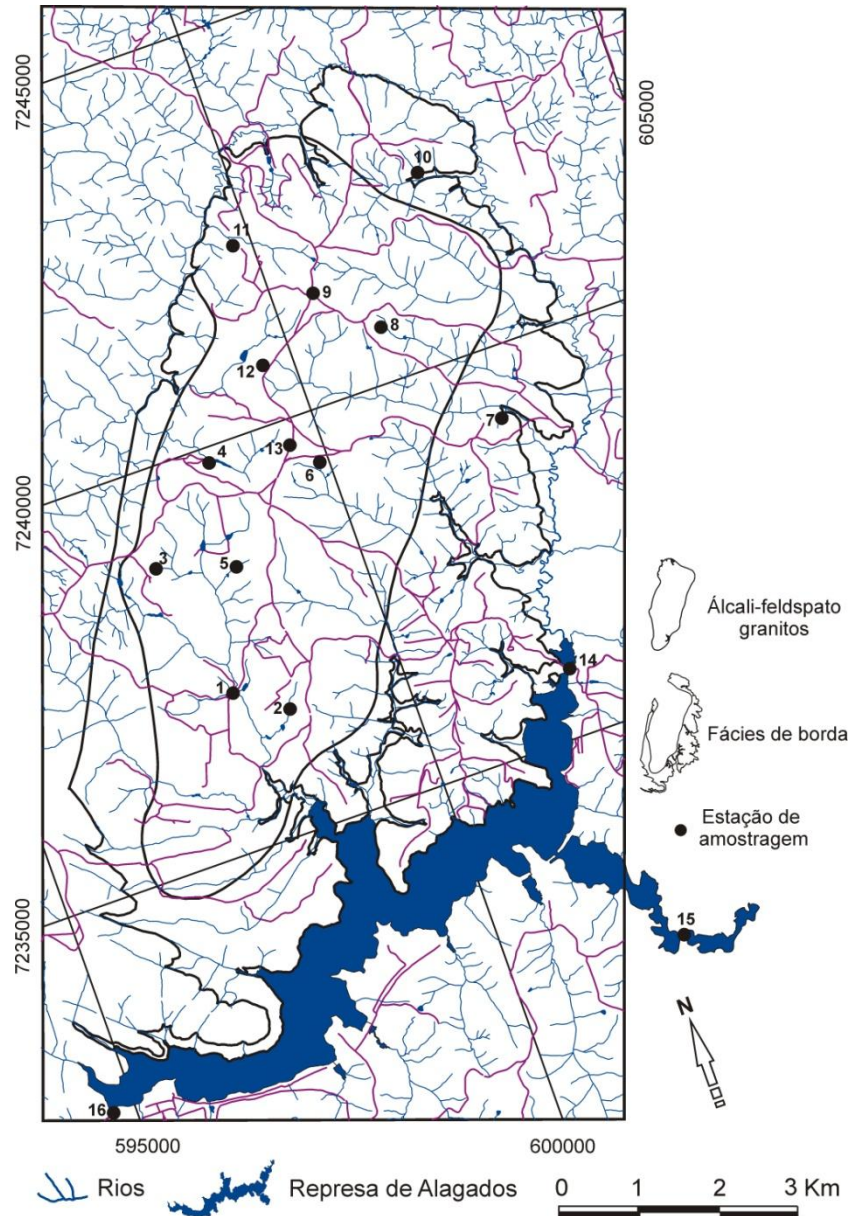 7245000
605000
10
11
9
8
12
7
13
4
6
7240000
3
5
Álcali-feldspato
granitos
14
1
2
Fácies de borda
Estação de
amostragem
7235000
15
N
16
595000
600000
Rios
Represa de Alagados
0 1 2 3 Km